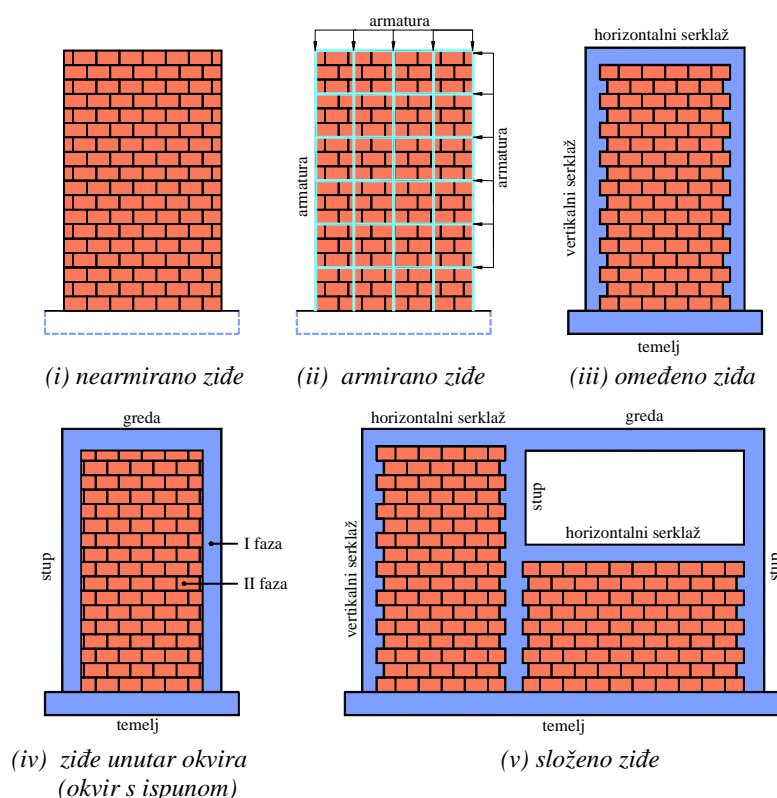 armatura
armatura
armatura
(i) nearmirano ziđe
(ii) armirano ziđe
horizontalni serklaž
vertikalni serklaž
temelj
(iii) omeđeno ziđa
greda
stup
I faza
II faza
temelj
(iv) ziđe unutar okvira
(okvir s ispunom)
horizontalni serklaž
greda
vertikalni serklaž
stup
horizontalni serklaž
stup
temelj
(v) složeno ziđe